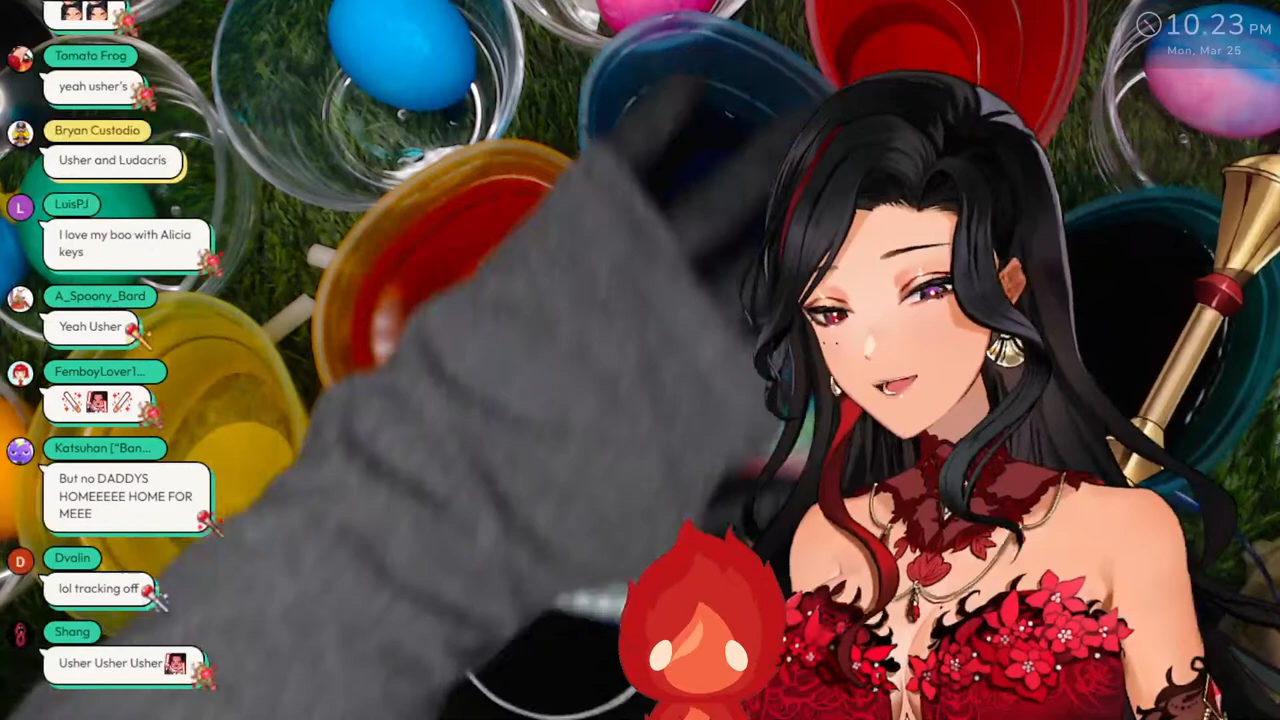 10.23 PM
Mon, Mar 25
Tomato Frog
yeah usher's
Bryan Custodio
Usher and Ludacris
L
LuisPJ
I love my boo with Alicia
keys
A_Spoony_Bard
Yeah Usher
FemboyLover1...
Katsuhan ["Ban...
But no DADDYS
HOMEEEEE HOME FOR
MEEE
D
Dvalin
lol tracking off
Shang
Usher Usher Usher